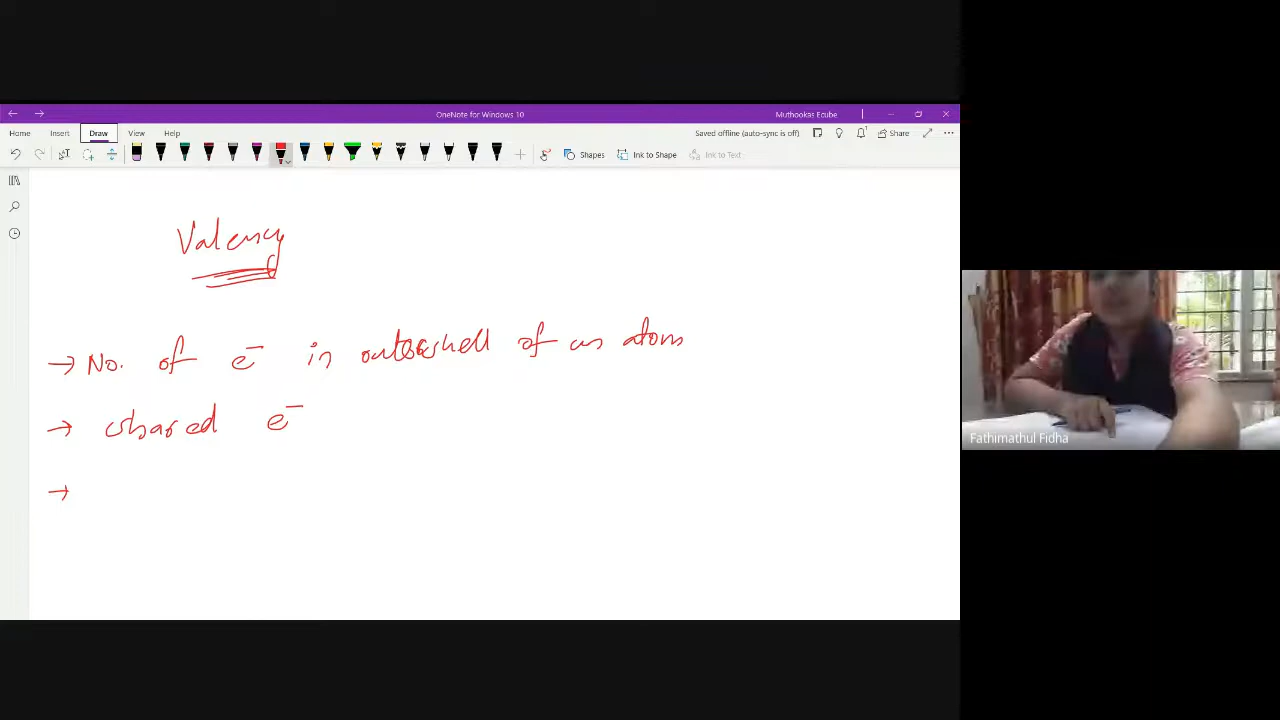 OneNote for Windows 10
Muthookas Ecube
Home Insert Draw View Help
Saved offline (auto-sync is off)
Share
Shapes Ink to Shape Ink to Text
Valency
→ No. of e⁻ in outershell of an atom
→ shared e⁻
→
Fathimathul Fidha